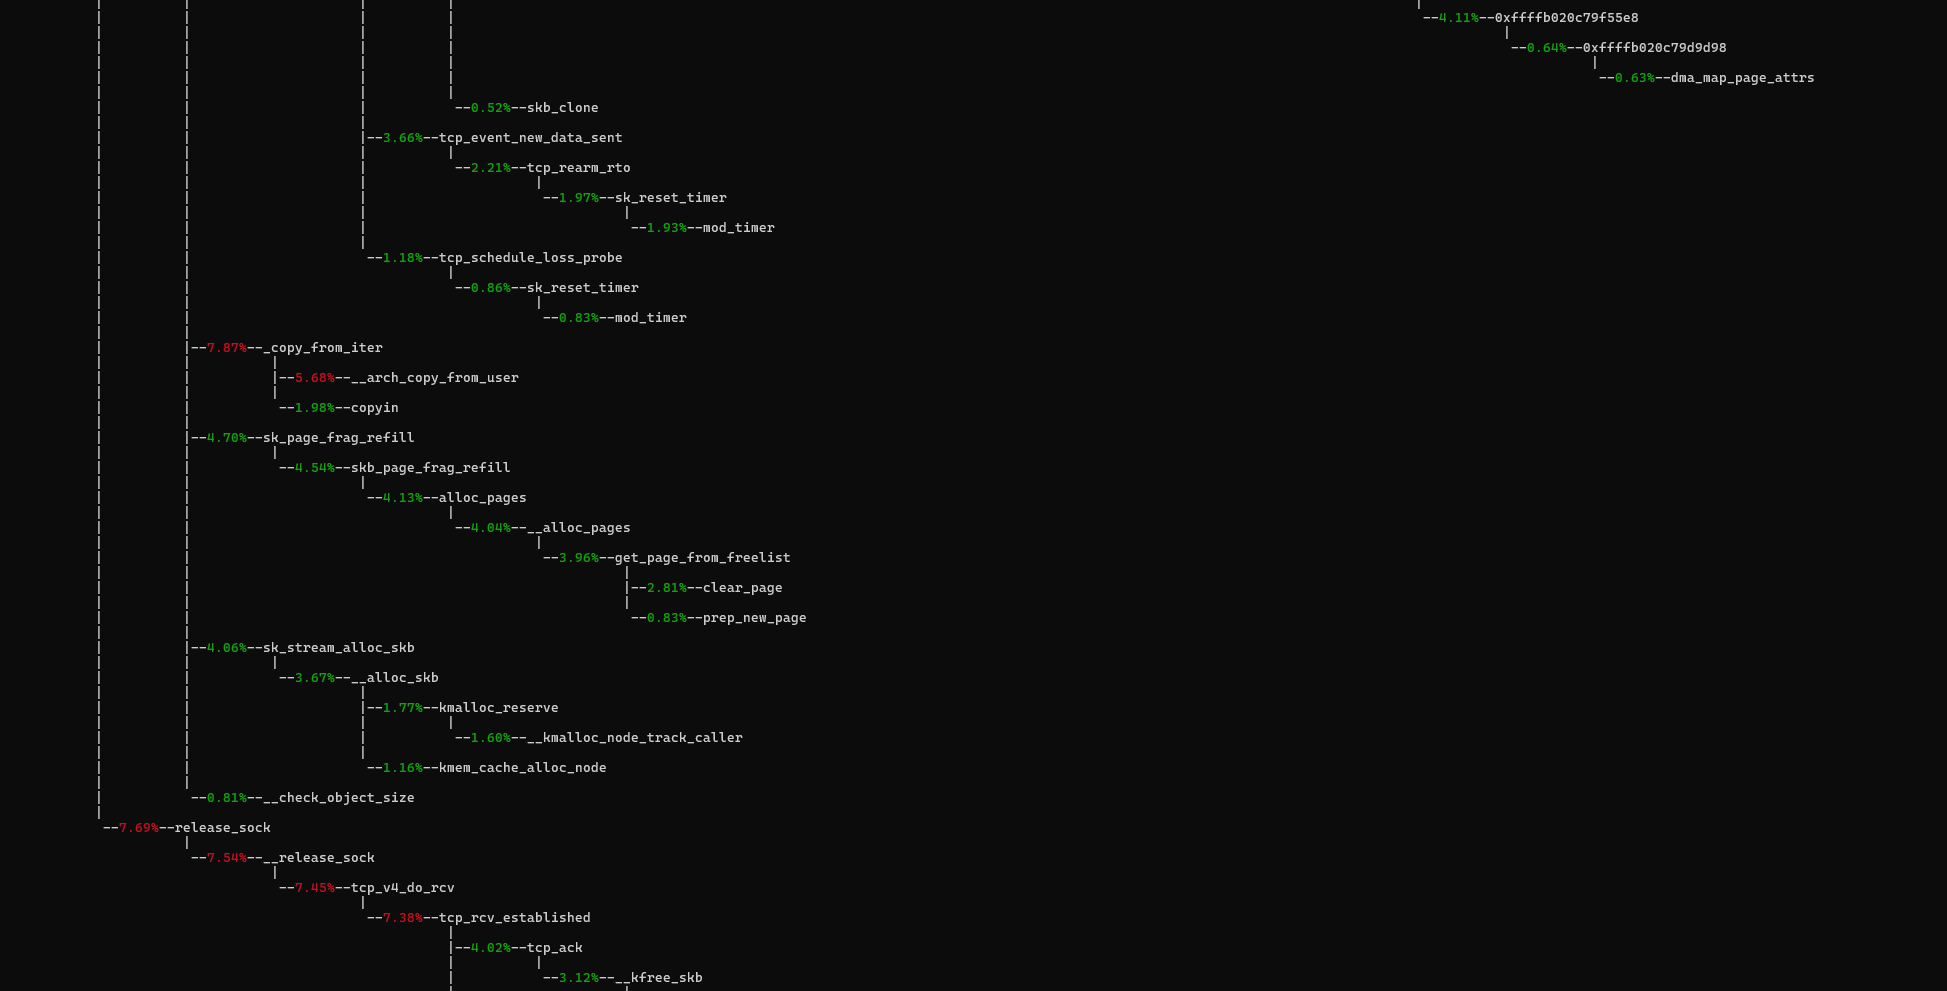 --4.11%--0xffffb020c79f55e8
|
--0.64%--0xffffb020c79d9d98
|
--0.63%--dma_map_page_attrs
--0.52%--skb_clone
|--3.66%--tcp_event_new_data_sent
|
--2.21%--tcp_rearm_rto
|
--1.97%--sk_reset_timer
|
--1.93%--mod_timer
--1.18%--tcp_schedule_loss_probe
|
--0.86%--sk_reset_timer
|
--0.83%--mod_timer
|--7.87%--_copy_from_iter
|
|--5.68%--__arch_copy_from_user
|
--1.98%--copyin
|--4.70%--sk_page_frag_refill
|
--4.54%--skb_page_frag_refill
|
--4.13%--alloc_pages
|
--4.04%--__alloc_pages
|
--3.96%--get_page_from_freelist
|
|--2.81%--clear_page
|
--0.83%--prep_new_page
|--4.06%--sk_stream_alloc_skb
|
--3.67%--__alloc_skb
|
|--1.77%--kmalloc_reserve
|
--1.60%--__kmalloc_node_track_caller
|
--1.16%--kmem_cache_alloc_node
--0.81%--__check_object_size
|
--7.69%--release_sock
|
--7.54%--__release_sock
|
--7.45%--tcp_v4_do_rcv
|
--7.38%--tcp_rcv_established
|
|--4.02%--tcp_ack
|
--3.12%--__kfree_skb